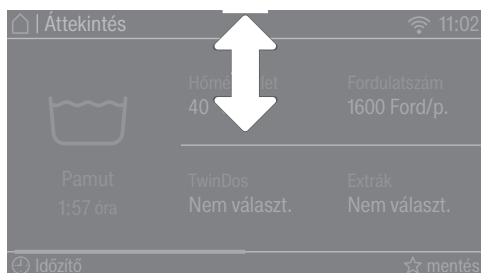 | Áttekintés 11:02
Fordulatszám
40 1600 Ford/p.
Pamut TwinDos Extrák
1:57 óra Nem választ. Nem választ.
Időzítő mentés